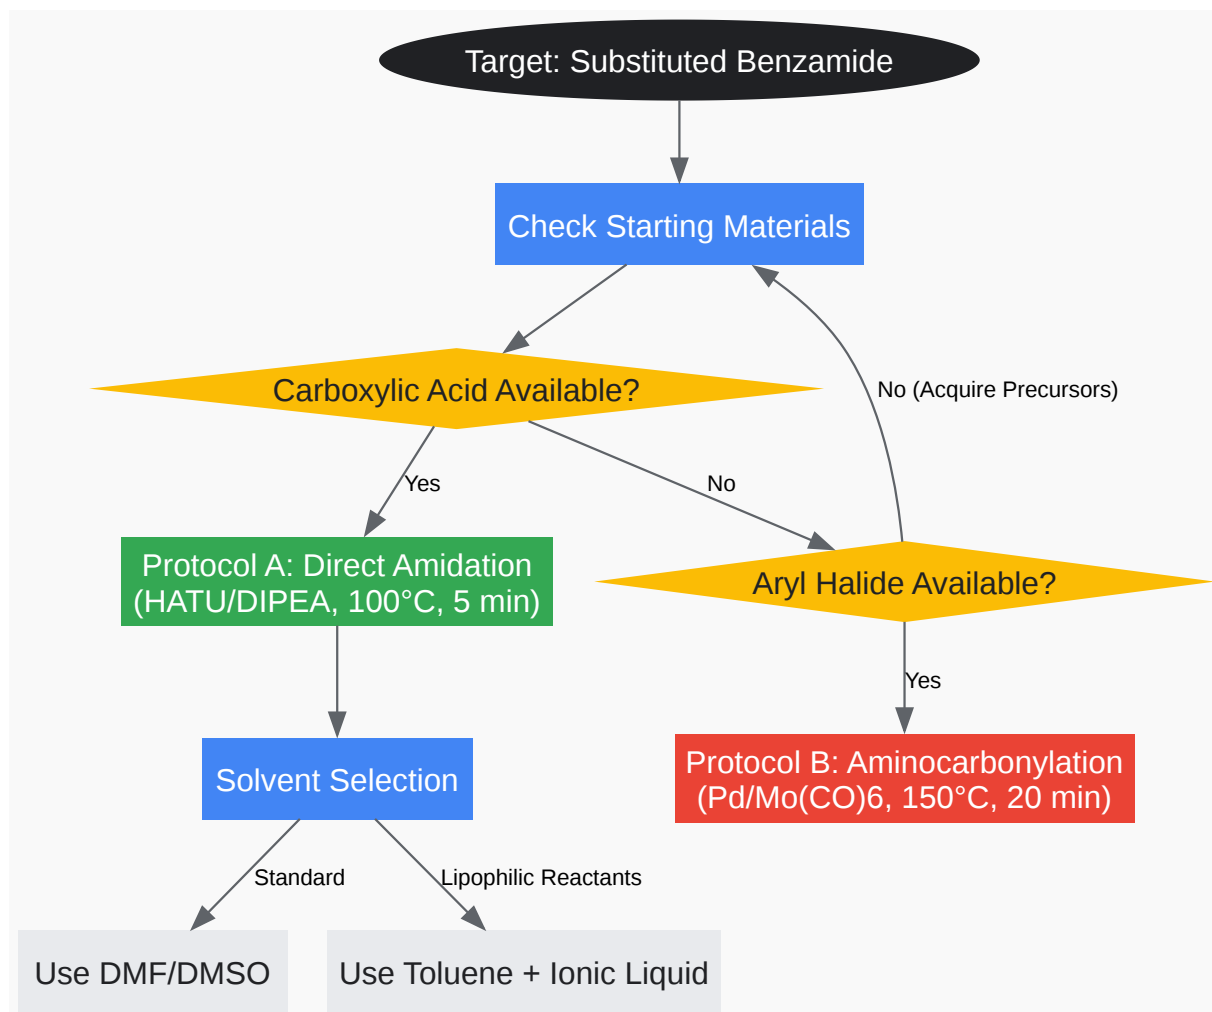 Target: Substituted Benzamide
Check Starting Materials
Carboxylic Acid Available?
No (Acquire Precursors)
Yes
No
Protocol A: Direct Amidation
(HATU/DIPEA, 100°C, 5 min)
Aryl Halide Available?
Yes
Solvent Selection
Protocol B: Aminocarbonylation
(Pd/Mo(CO)6, 150°C, 20 min)
Standard
Lipophilic Reactants
Use DMF/DMSO
Use Toluene + Ionic Liquid